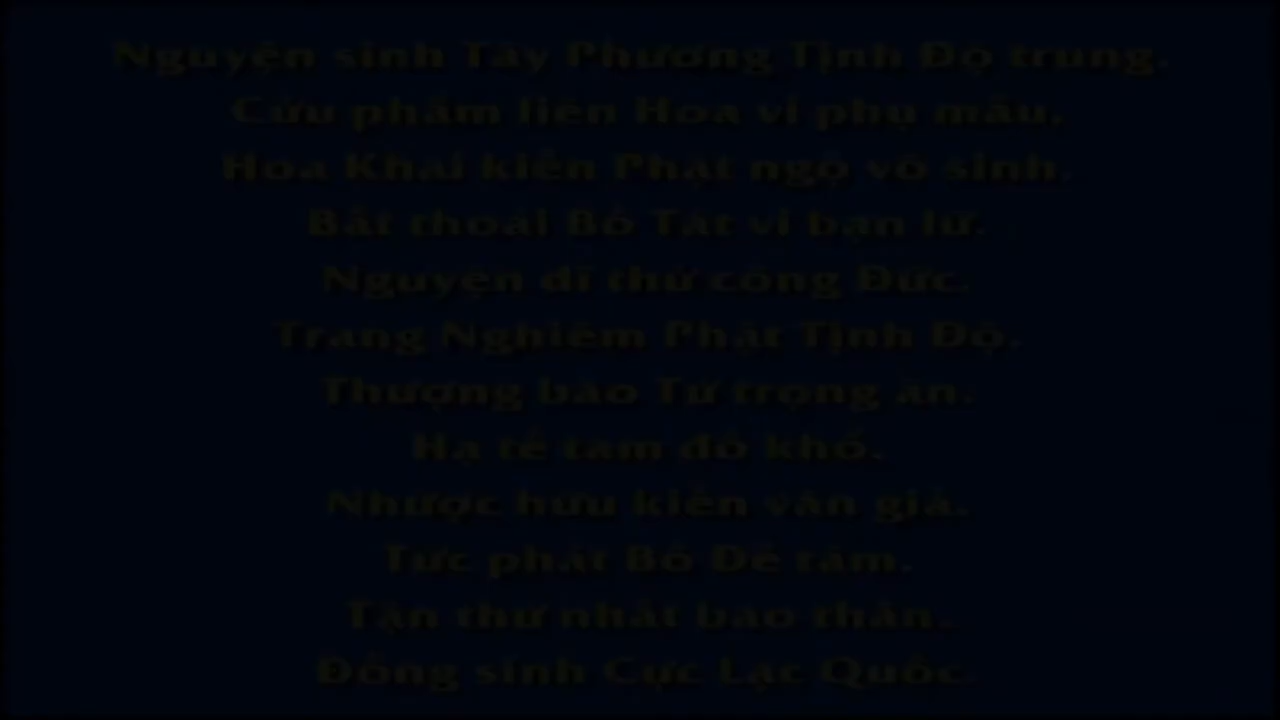 Nguyện sinh Tây Phương Tịnh Độ trung.
Cửu phẩm liên Hoa vi phụ mẫu.
Hoa Khai kiến Phật ngộ vô sinh.
Bất thoái Bồ Tát vi bạn lữ.
Nguyện dĩ thử công Đức.
Trang Nghiêm Phật Tịnh Độ.
Thượng báo Tứ trọng ân.
Hạ tế tam đồ khổ.
Nhược hữu kiến văn giả.
Tức phát Bồ Đề tâm.
Tận thử nhất báo thân.
Đồng sinh Cực Lạc Quốc.